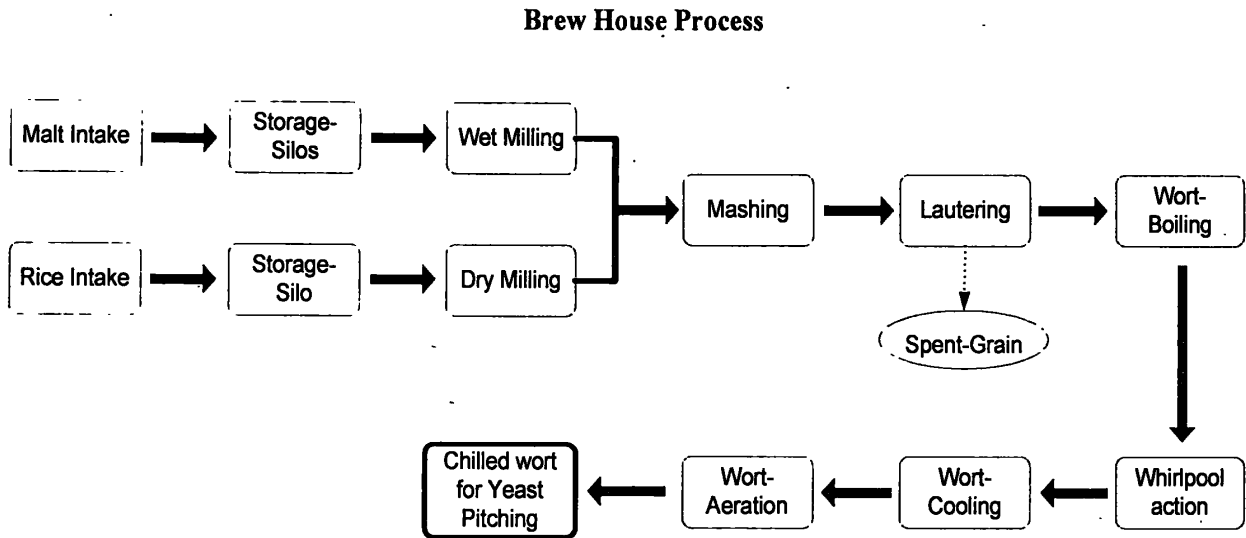 Brew House Process
Malt Intake
Storage-
Silos
Wet Milling
Rice Intake
Storage-
Silo
Dry Milling
Mashing
Lautering
Wort-
Boiling
Spent-Grain
Whirlpool
action
Wort-
Cooling
Wort-
Aeration
Chilled wort
for Yeast
Pitching